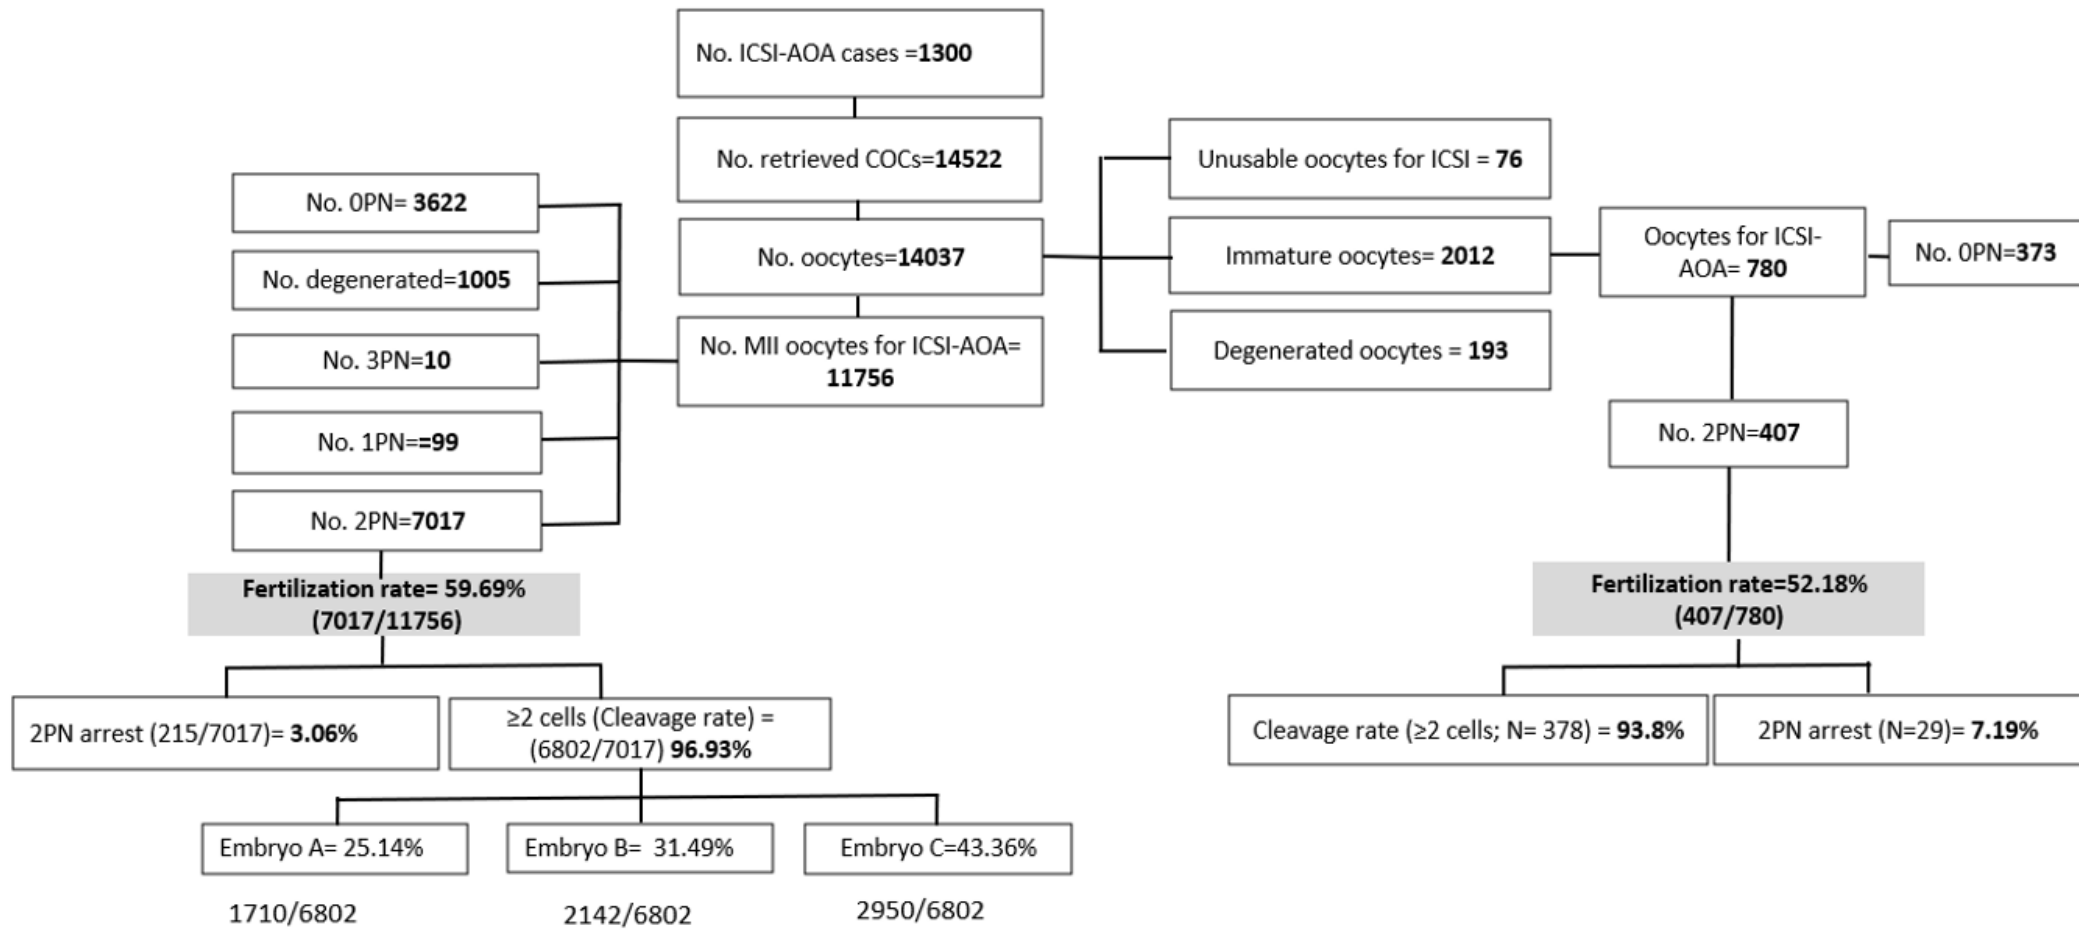 No. ICSI-AOA cases =1300
No. retrieved COCs=14522
No. oocytes=14037
No. MII oocytes for ICSI-AOA=
11756
Unusable oocytes for ICSI = 76
Immature oocytes= 2012
Degenerated oocytes = 193
Oocytes for ICSI-
AOA= 780
No. 0PN=373
No. 2PN=407
Fertilization rate=52.18%
(407/780)
Cleavage rate (≥2 cells; N= 378) = 93.8%
2PN arrest (N=29)= 7.19%
No. 0PN= 3622
No. degenerated=1005
No. 3PN=10
No. 1PN==99
No. 2PN=7017
Fertilization rate= 59.69%
(7017/11756)
2PN arrest (215/7017)= 3.06%
≥2 cells (Cleavage rate) =
(6802/7017) 96.93%
Embryo A= 25.14%
Embryo B=  31.49%
Embryo C=43.36%
1710/6802
2142/6802
2950/6802